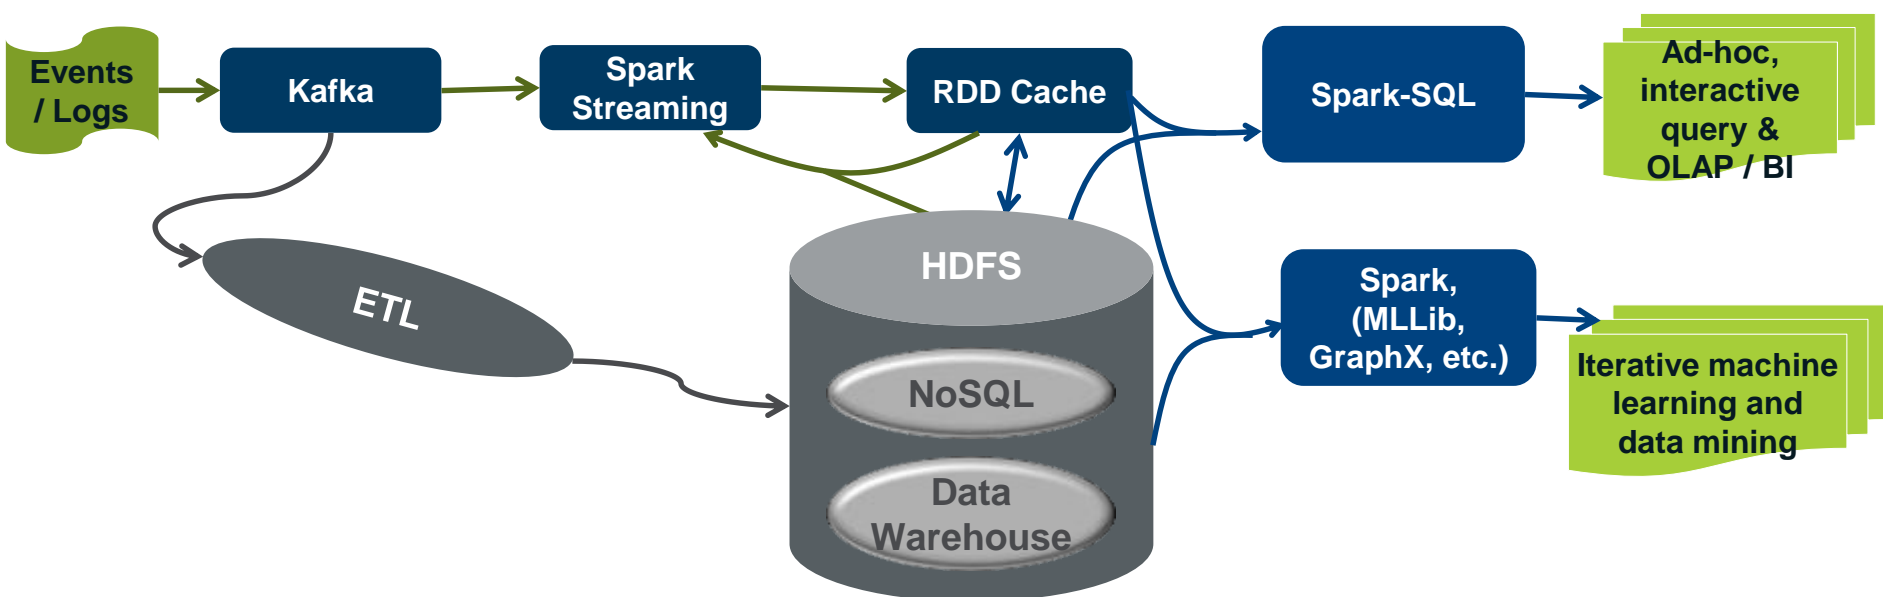 Events
/ Logs
Kafka
Spark
Streaming
RDD Cache
Spark-SQL
Ad-hoc,
interactive
query &
OLAP / BI
ETL
HDFS
NoSQL
Data
Warehouse
Spark,
(MLLib,
GraphX, etc.)
Iterative machine
learning and
data mining